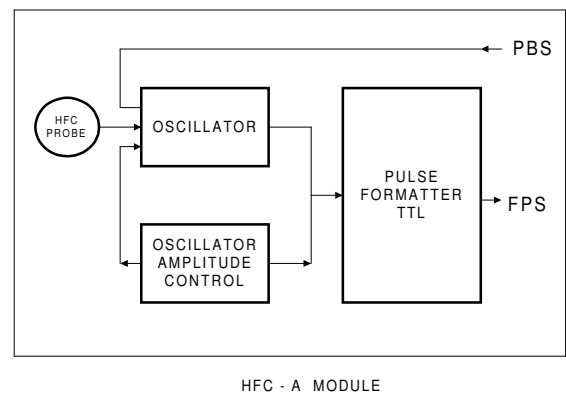 PBS
HFC
PROBE
OSCILLATOR
PULSE
FORMATTER
TTL
FPS
OSCILLATOR
AMPLITUDE
CONTROL
HFC - A MODULE